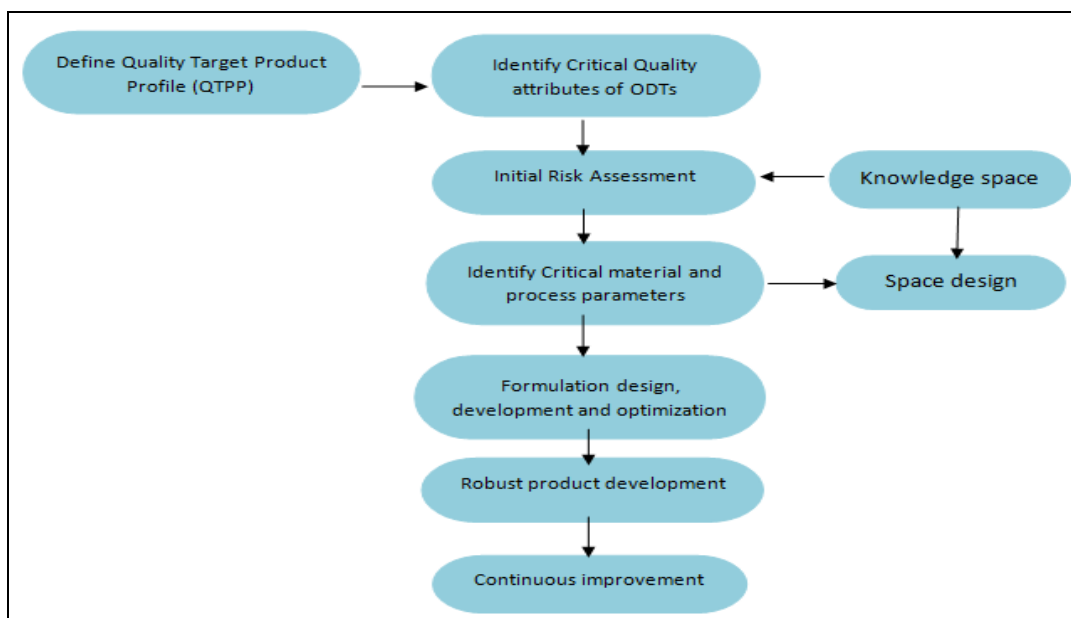 Define Quality Target Product
Profile (QTPP)
Identify Critical Quality
attributes of ODTs
Initial Risk Assessment
Knowledge space
Identify Critical material and
process parameters
Space design
Formulation design,
development and optimization
Robust product development
Continuous improvement